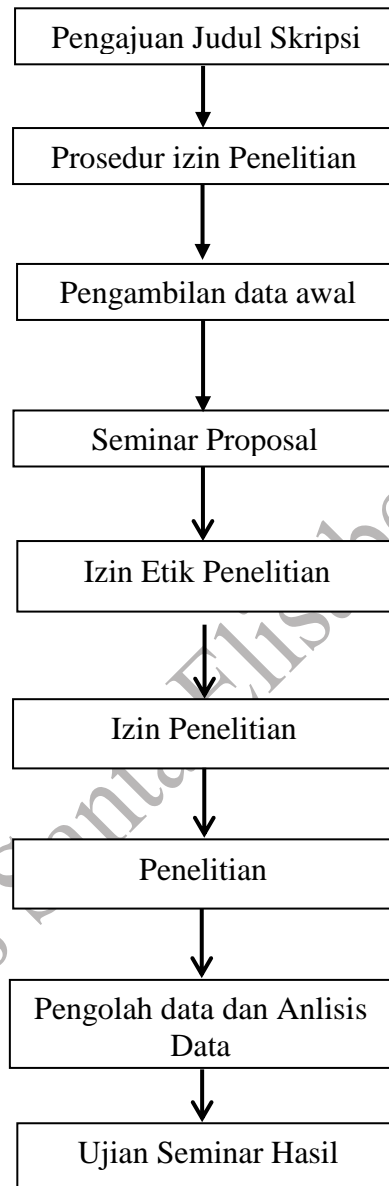 Pengajuan Judul Skripsi
Prosedur izin Penelitian
Pengambilan data awal
Seminar Proposal
Izin Etik Penelitian
Izin Penelitian
Penelitian
Pengolah data dan Anlisis
Data
Ujian Seminar Hasil
Santa